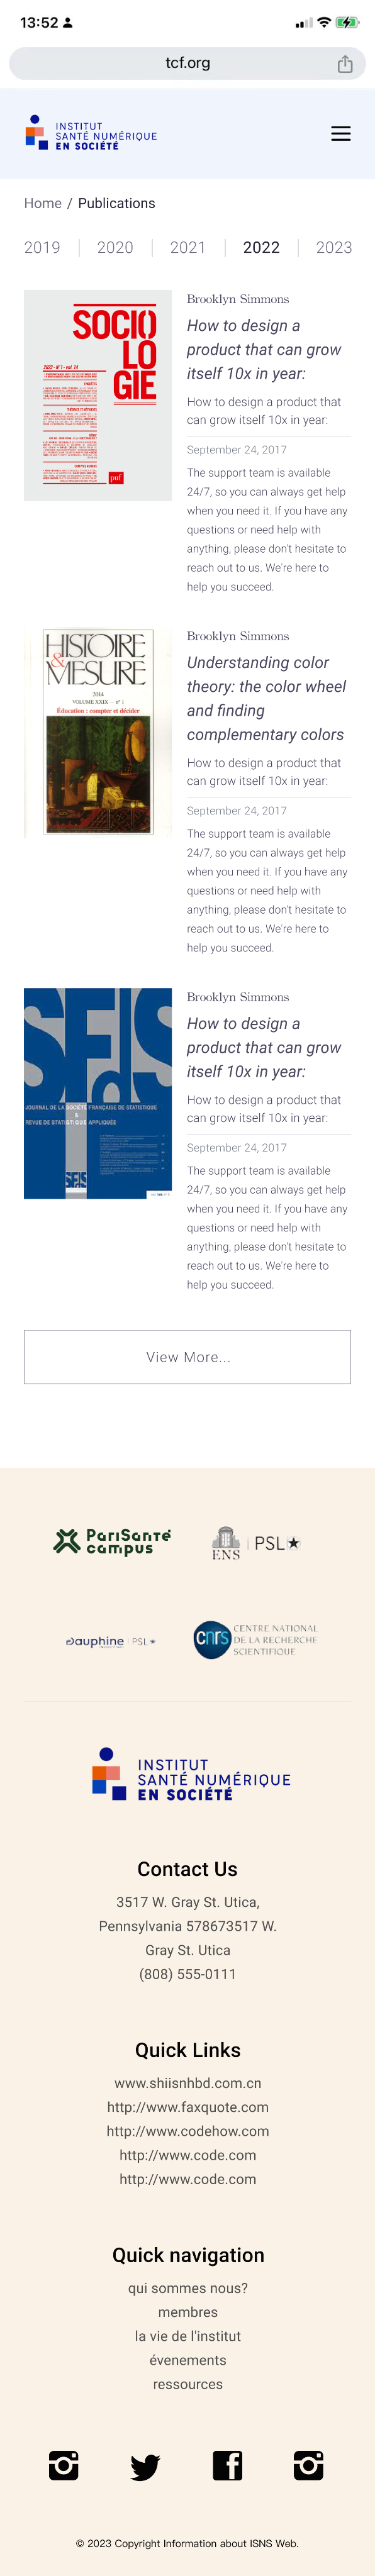 13:52
tcf.org
INSTITUT
SANTÉ NUMÉRIQUE
EN SOCIÉTÉ
Home / Publications
2019 2020 2021 2022 2023
SOCIO
LO
GIE
2023 - N° 1 - vol. 14
puf
Brooklyn Simmons
How to design a
product that can grow
itself 10x in year:
How to design a product that
can grow itself 10x in year:
September 24, 2017
The support team is available
24/7, so you can always get help
when you need it. If you have any
questions or need help with
anything, please don't hesitate to
reach out to us. We're here to
help you succeed.
HISTOIRE
&
MESURE
2014
VOLUME XXIX - n° 1
Éducation : compter et décider
Brooklyn Simmons
Understanding color
theory: the color wheel
and finding
complementary colors
How to design a product that
can grow itself 10x in year:
September 24, 2017
The support team is available
24/7, so you can always get help
when you need it. If you have any
questions or need help with
anything, please don't hesitate to
reach out to us. We're here to
help you succeed.
SFdS
JOURNAL DE LA SOCIÉTÉ FRANÇAISE DE STATISTIQUE
&
REVUE DE STATISTIQUE APPLIQUÉE
SFdS
Brooklyn Simmons
How to design a
product that can grow
itself 10x in year:
How to design a product that
can grow itself 10x in year:
September 24, 2017
The support team is available
24/7, so you can always get help
when you need it. If you have any
questions or need help with
anything, please don't hesitate to
reach out to us. We're here to
help you succeed.
View More...
PariSanté
campus
ENS | PSL★
Dauphine | PSL★
cnrs
CENTRE NATIONAL
DE LA RECHERCHE
SCIENTIFIQUE
INSTITUT
SANTÉ NUMÉRIQUE
EN SOCIÉTÉ
Contact Us
3517 W. Gray St. Utica,
Pennsylvania 578673517 W.
Gray St. Utica
(808) 555-0111
Quick Links
www.shiisnhbd.com.cn
http://www.faxquote.com
http://www.codehow.com
http://www.code.com
http://www.code.com
Quick navigation
qui sommes nous?
membres
la vie de l'institut
évenements
ressources
© 2023 Copyright Information about ISNS Web.